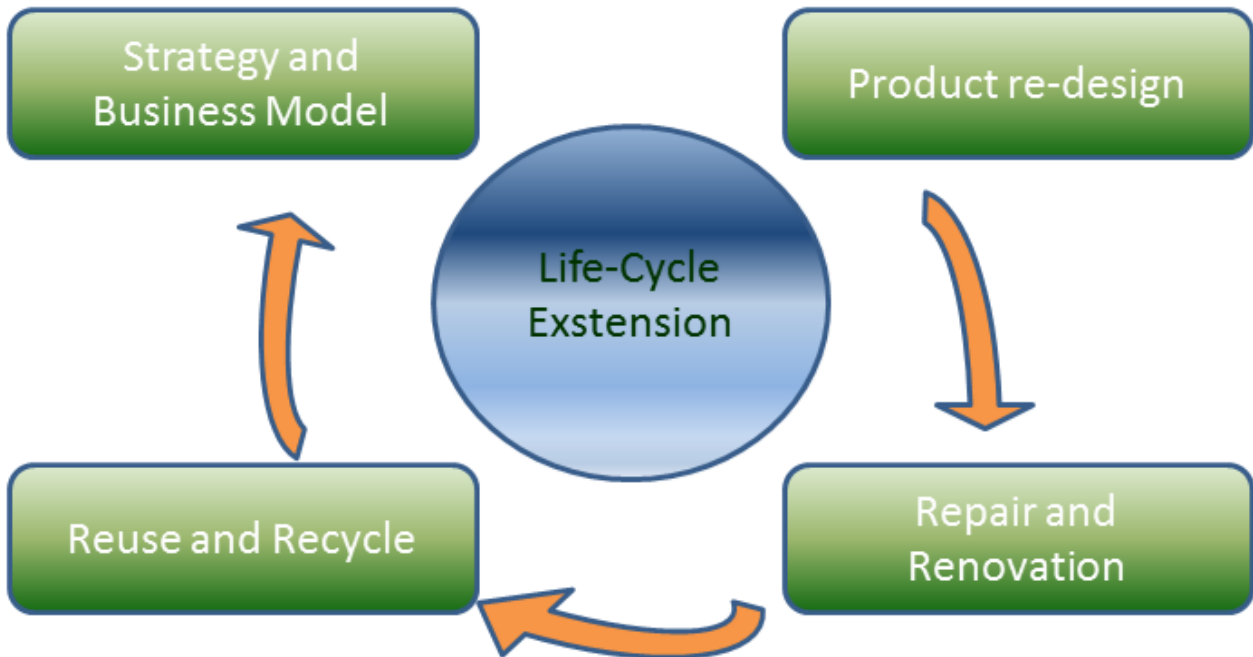 Strategy and
Business Model
Product re-design
Life-Cycle
Exstension
Reuse and Recycle
Repair and
Renovation